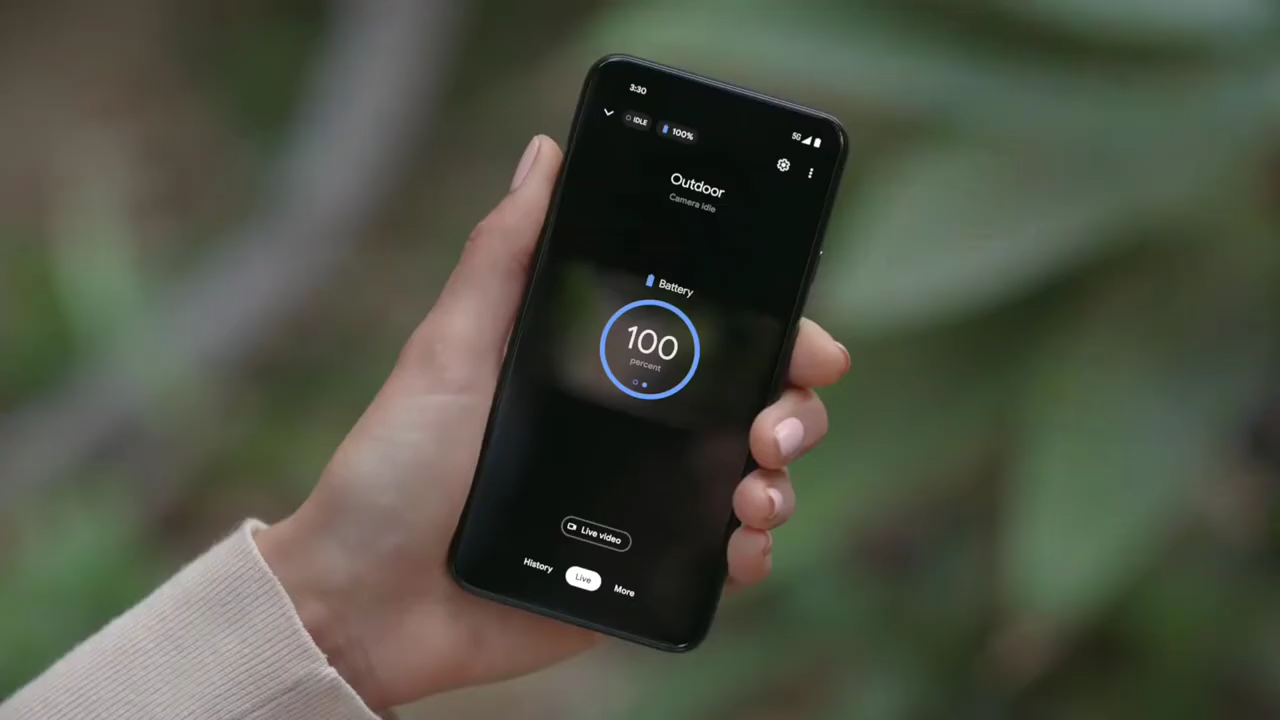 3:30
5G
IDLE
100%
Outdoor
Camera idle
Battery
100
percent
Live video
History
Live
More